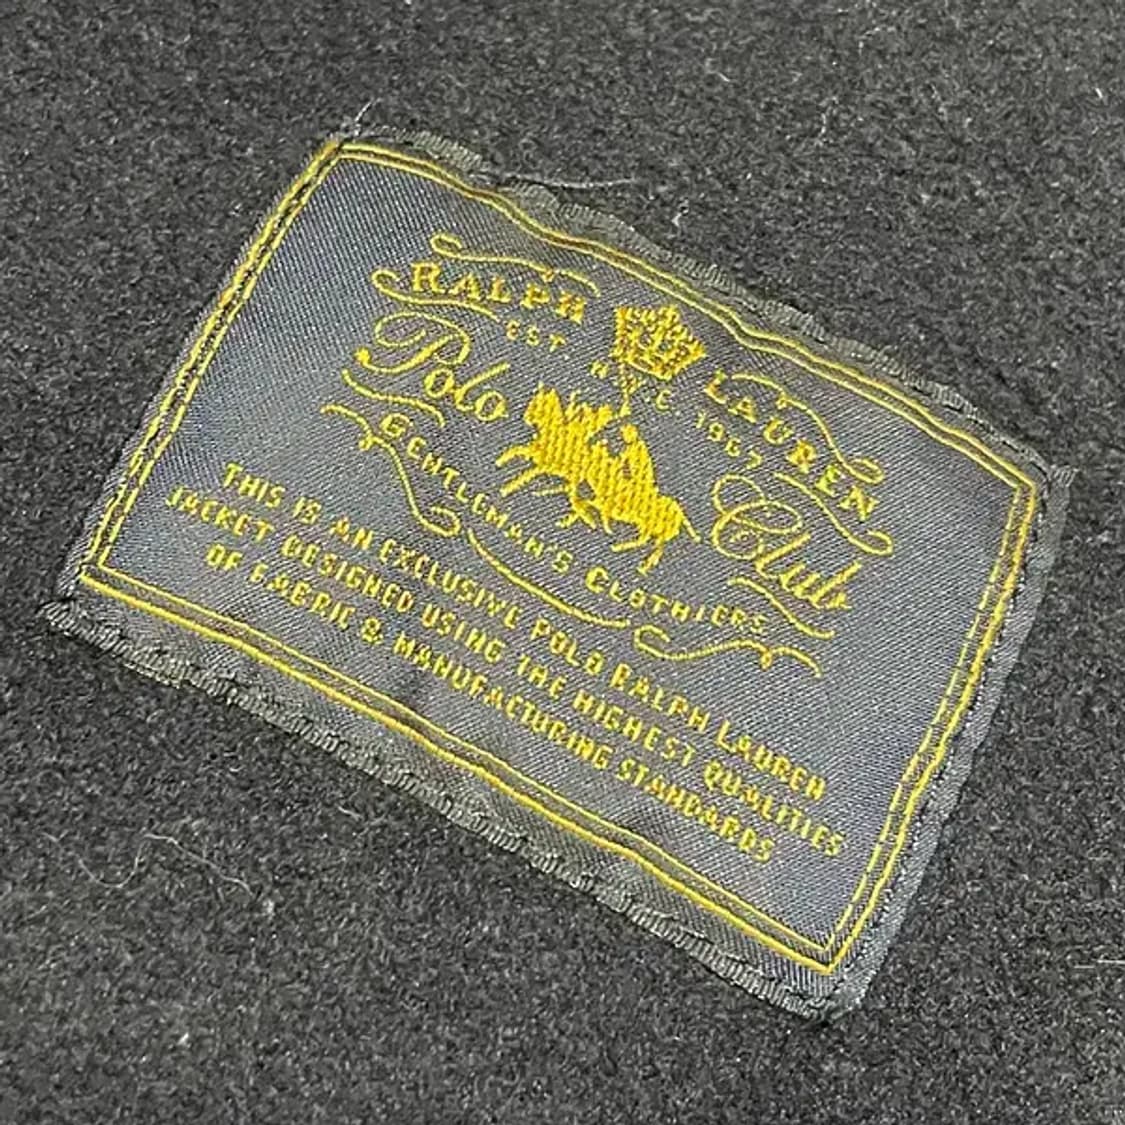 RALPH LAUREN
EST. N.Y.C. 1967
Polo Club
GENTLEMAN'S CLOTHIERS
THIS IS AN EXCLUSIVE POLO RALPH LAUREN
JACKET DESIGNED USING THE HIGHEST QUALITIES
OF FABRIC & MANUFACTURING STANDARDS